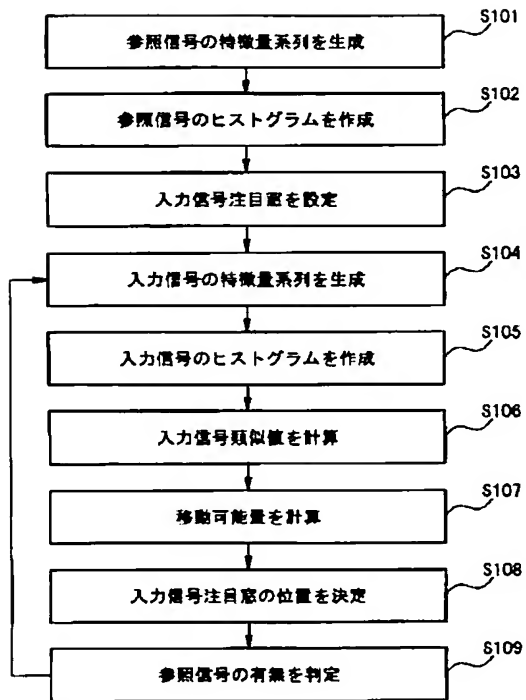 S101
参照信号の特徴量系列を生成
S102
参照信号のヒストグラムを作成
S103
入力信号注目窓を設定
S104
入力信号の特徴量系列を生成
S105
入力信号のヒストグラムを作成
S106
入力信号類似値を計算
S107
移動可能量を計算
S108
入力信号注目窓の位置を決定
S109
参照信号の有無を判定